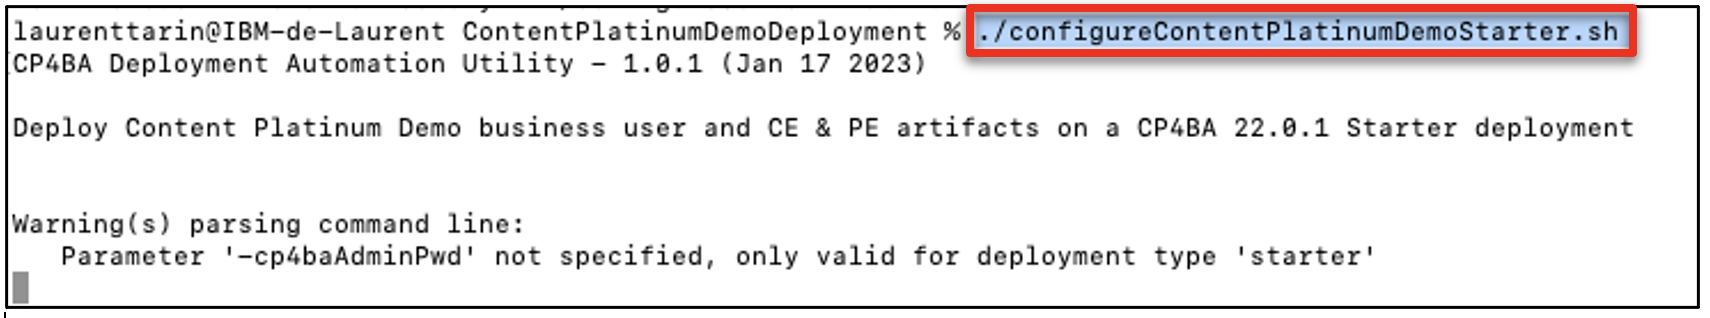 laurenttarin@IBM-de-Laurent ContentPlatinumDemoDeployment % ./configureContentPlatinumDemoStarter.sh
CP4BA Deployment Automation Utility - 1.0.1 (Jan 17 2023)
Deploy Content Platinum Demo business user and CE & PE artifacts on a CP4BA 22.0.1 Starter deployment
Warning(s) parsing command line:
Parameter '-cp4baAdminPwd' not specified, only valid for deployment type 'starter'